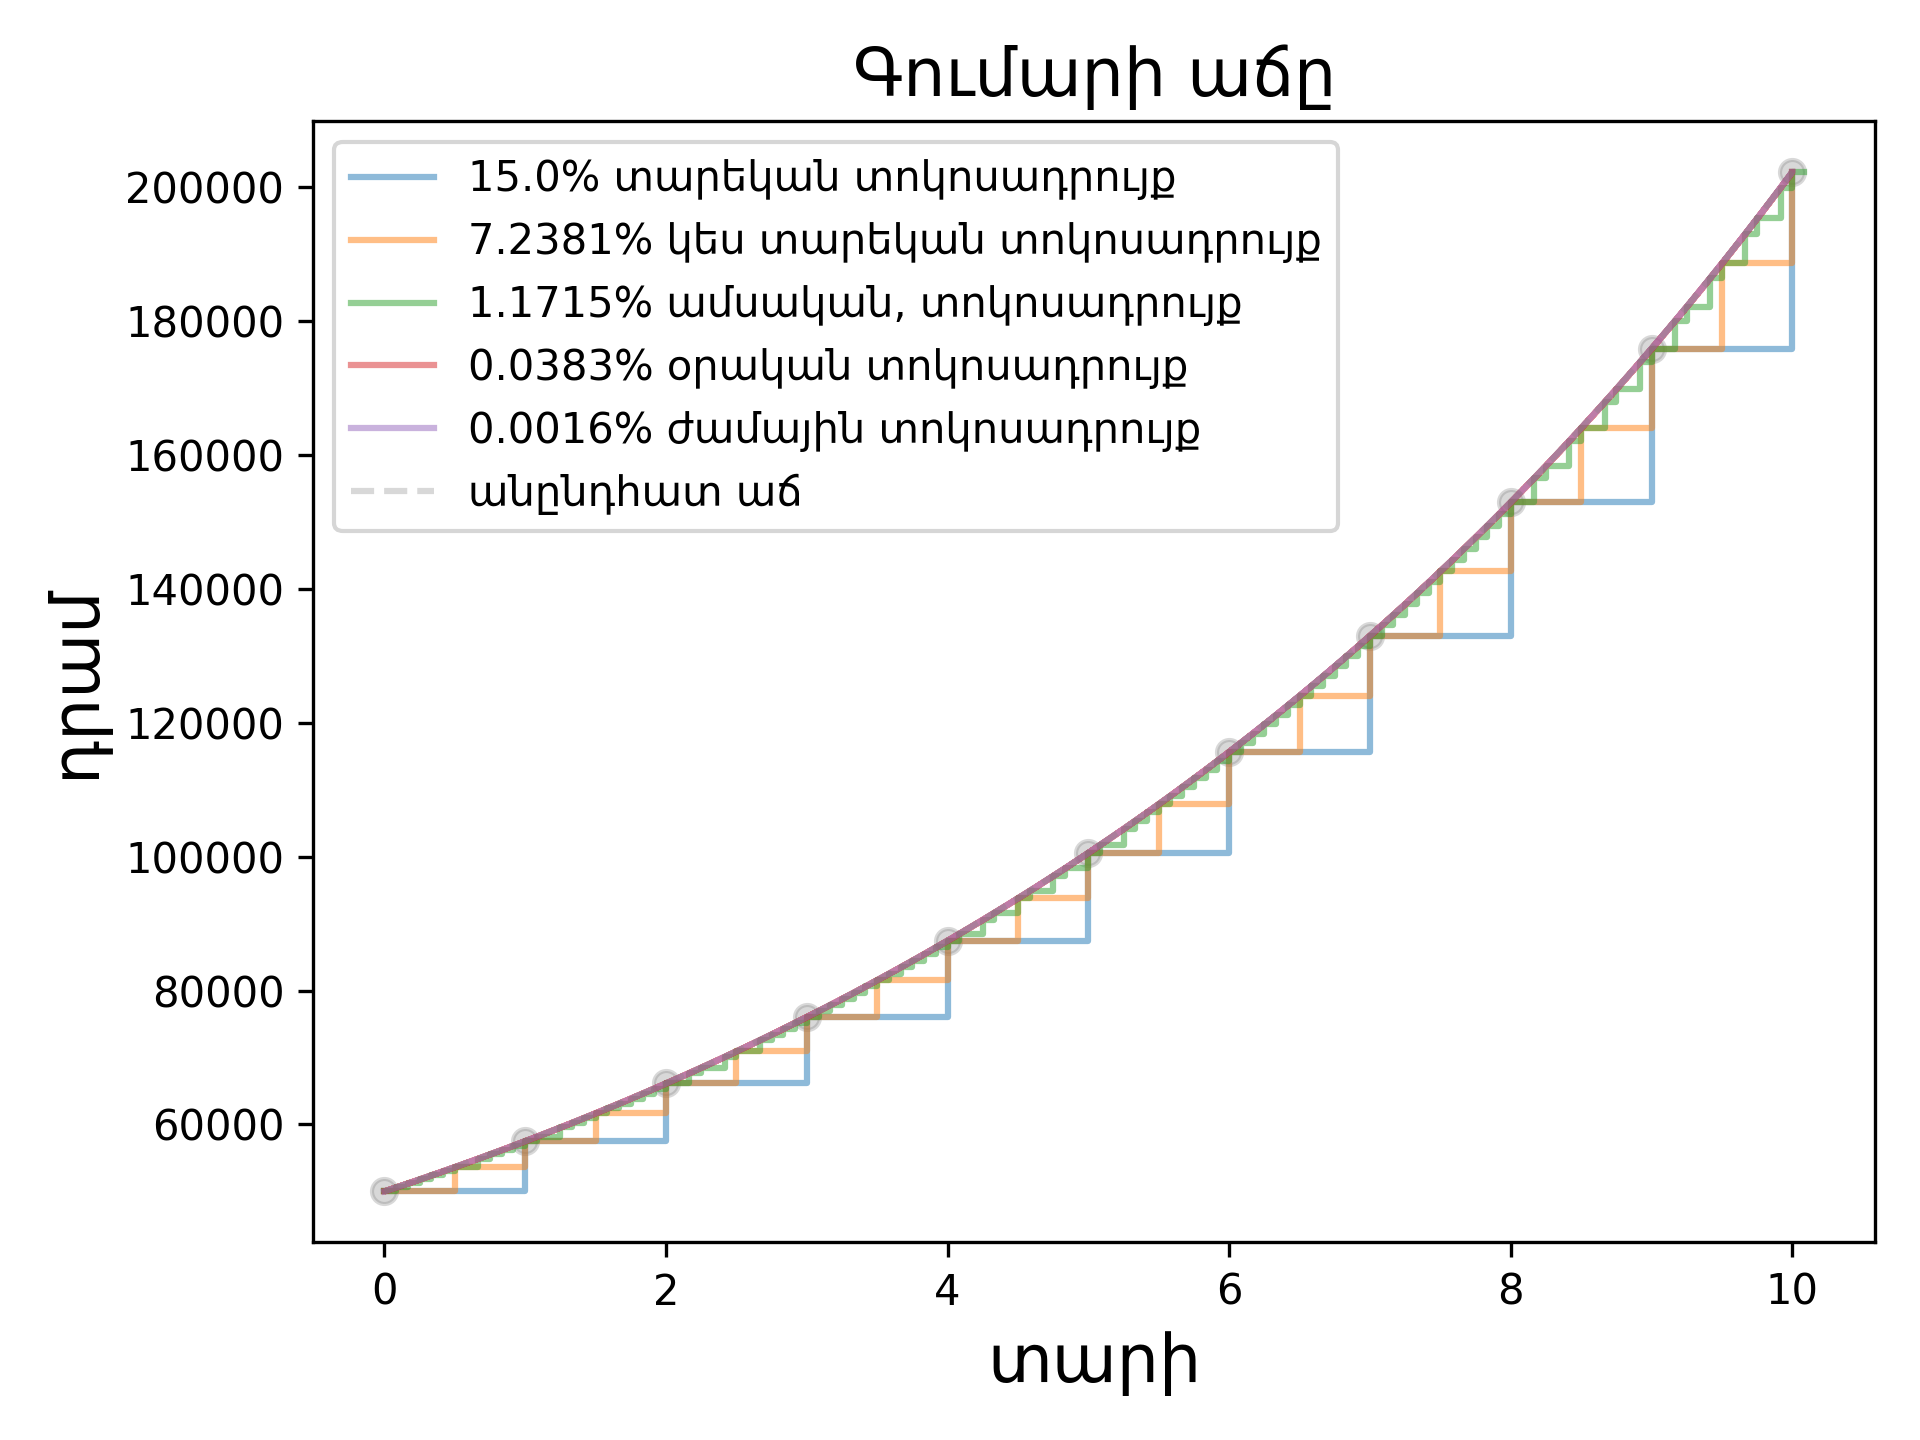 Գումարի աճը
15.0% տարեկան տոկոսադրույք
7.2381% կես տարեկան տոկոսադրույք
1.1715% ամսական, տոկոսադրույք
0.0383% օրական տոկոսադրույք
0.0016% ժամային տոկոսադրույք
անընդհատ աճ
200000
180000
160000
140000
120000
100000
80000
60000
դրամ
0 2 4 6 8 10
տարի